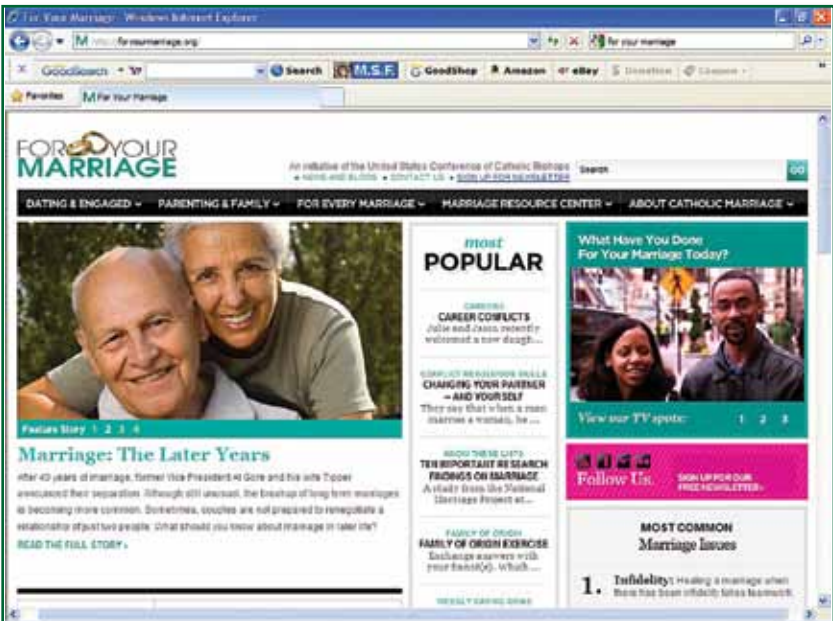 For Your Marriage - Windows Internet Explorer
foryourmarriage.org/
for your marriage
GoodSearch
Search
M.S.F.
GoodShop
Amazon
eBay
Donation
Favorites
For Your Marriage
FOR YOUR
MARRIAGE
An initiative of the United States Conference of Catholic Bishops
NEWS AND BLOGS • CONTACT US • SIGN UP FOR NEWSLETTER
Search
GO
DATING & ENGAGED
PARENTING & FAMILY
FOR EVERY MARRIAGE
MARRIAGE RESOURCE CENTER
ABOUT CATHOLIC MARRIAGE
Feature Story 1 2 3 4
Marriage: The Later Years
After 40 years of marriage, former Vice President Al Gore and his wife Tipper
announced their separation. Although still unusual, the breakup of long term marriages
is becoming more common. Sometimes, couples are not prepared to renegotiate a
relationship of just two people. What should you know about marriage in later life?
READ THE FULL STORY
most
POPULAR
CAREERS
CAREER CONFLICTS
Julie and Jason recently
welcomed a new daugh...
CONFLICT RESOLUTION SKILLS
CHANGING YOUR PARTNER
– AND YOURSELF
They say that when a man
marries a woman, he ...
KNOW THESE LISTS
TEN IMPORTANT RESEARCH
FINDINGS ON MARRIAGE
A study from the National
Marriage Project at...
FAMILY OF ORIGIN
FAMILY OF ORIGIN EXERCISE
Exchange answers with
your fiancé(e). Which ...
What Have You Done
For Your Marriage Today?
View our TV spots: 1 2 3
Follow Us.
SIGN UP FOR OUR
FREE NEWSLETTER
MOST COMMON
Marriage Issues
1. Infidelity: Healing a marriage when
there has been infidelity takes teamwork